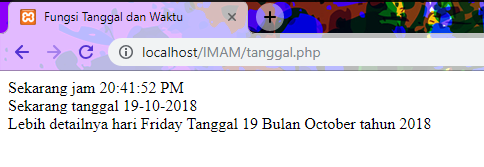 Fungsi Tanggal dan Waktu
localhost/IMAM/tanggal.php
Sekarang jam 20:41:52 PM
Sekarang tanggal 19-10-2018
Lebih detailnya hari Friday Tanggal 19 Bulan October tahun 2018